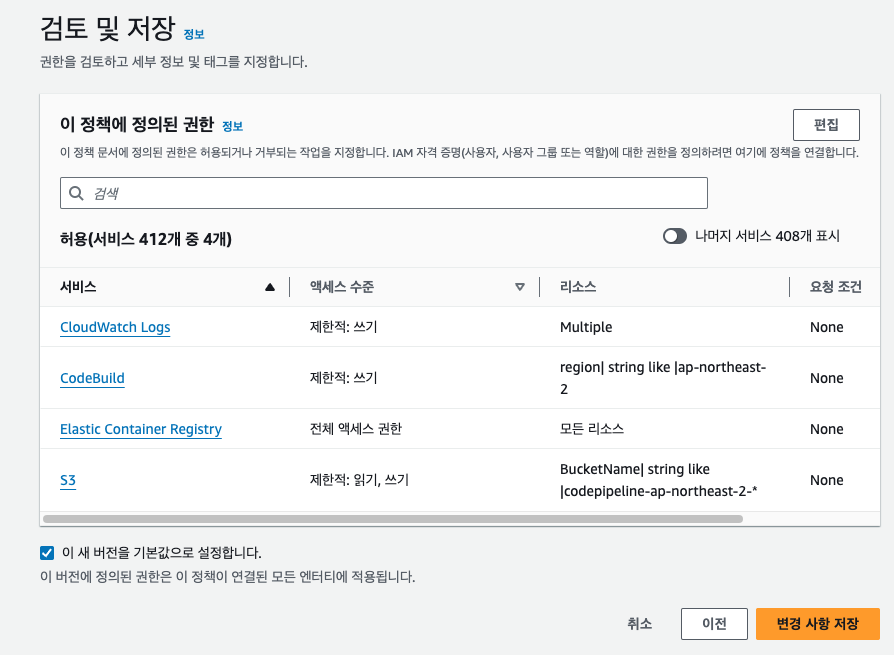 검토 및 저장 정보
권한을 검토하고 세부 정보 및 태그를 지정합니다.
이 정책에 정의된 권한 정보
편집
이 정책 문서에 정의된 권한은 허용되거나 거부되는 작업을 지정합니다. IAM 자격 증명(사용자, 사용자 그룹 또는 역할)에 대한 권한을 정의하려면 여기에 정책을 연결합니다.
검색
허용(서비스 412개 중 4개)
나머지 서비스 408개 표시
서비스 액세스 수준 리소스 요청 조건
CloudWatch Logs 제한적: 쓰기 Multiple None
CodeBuild 제한적: 쓰기 region| string like |ap-northeast-
2 None
Elastic Container Registry 전체 액세스 권한 모든 리소스 None
S3 제한적: 읽기, 쓰기 BucketName| string like
|codepipeline-ap-northeast-2-* None
이 새 버전을 기본값으로 설정합니다.
이 버전에 정의된 권한은 이 정책이 연결된 모든 엔터티에 적용됩니다.
취소 이전 변경 사항 저장